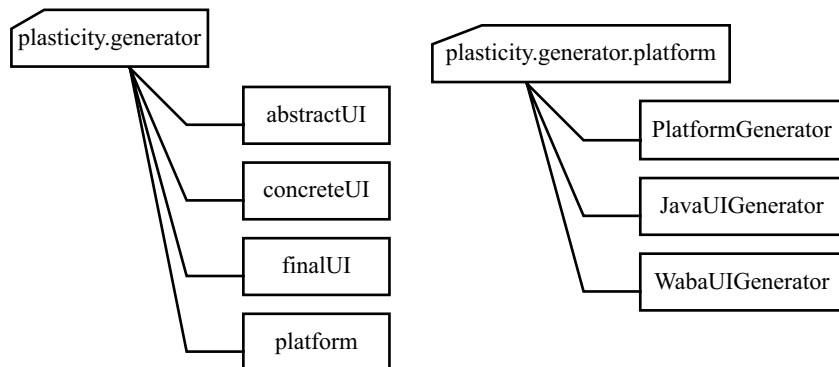 plasticity.generator
abstractUI
concreteUI
finalUI
platform
plasticity.generator.platform
PlatformGenerator
JavaUIGenerator
WabaUIGenerator